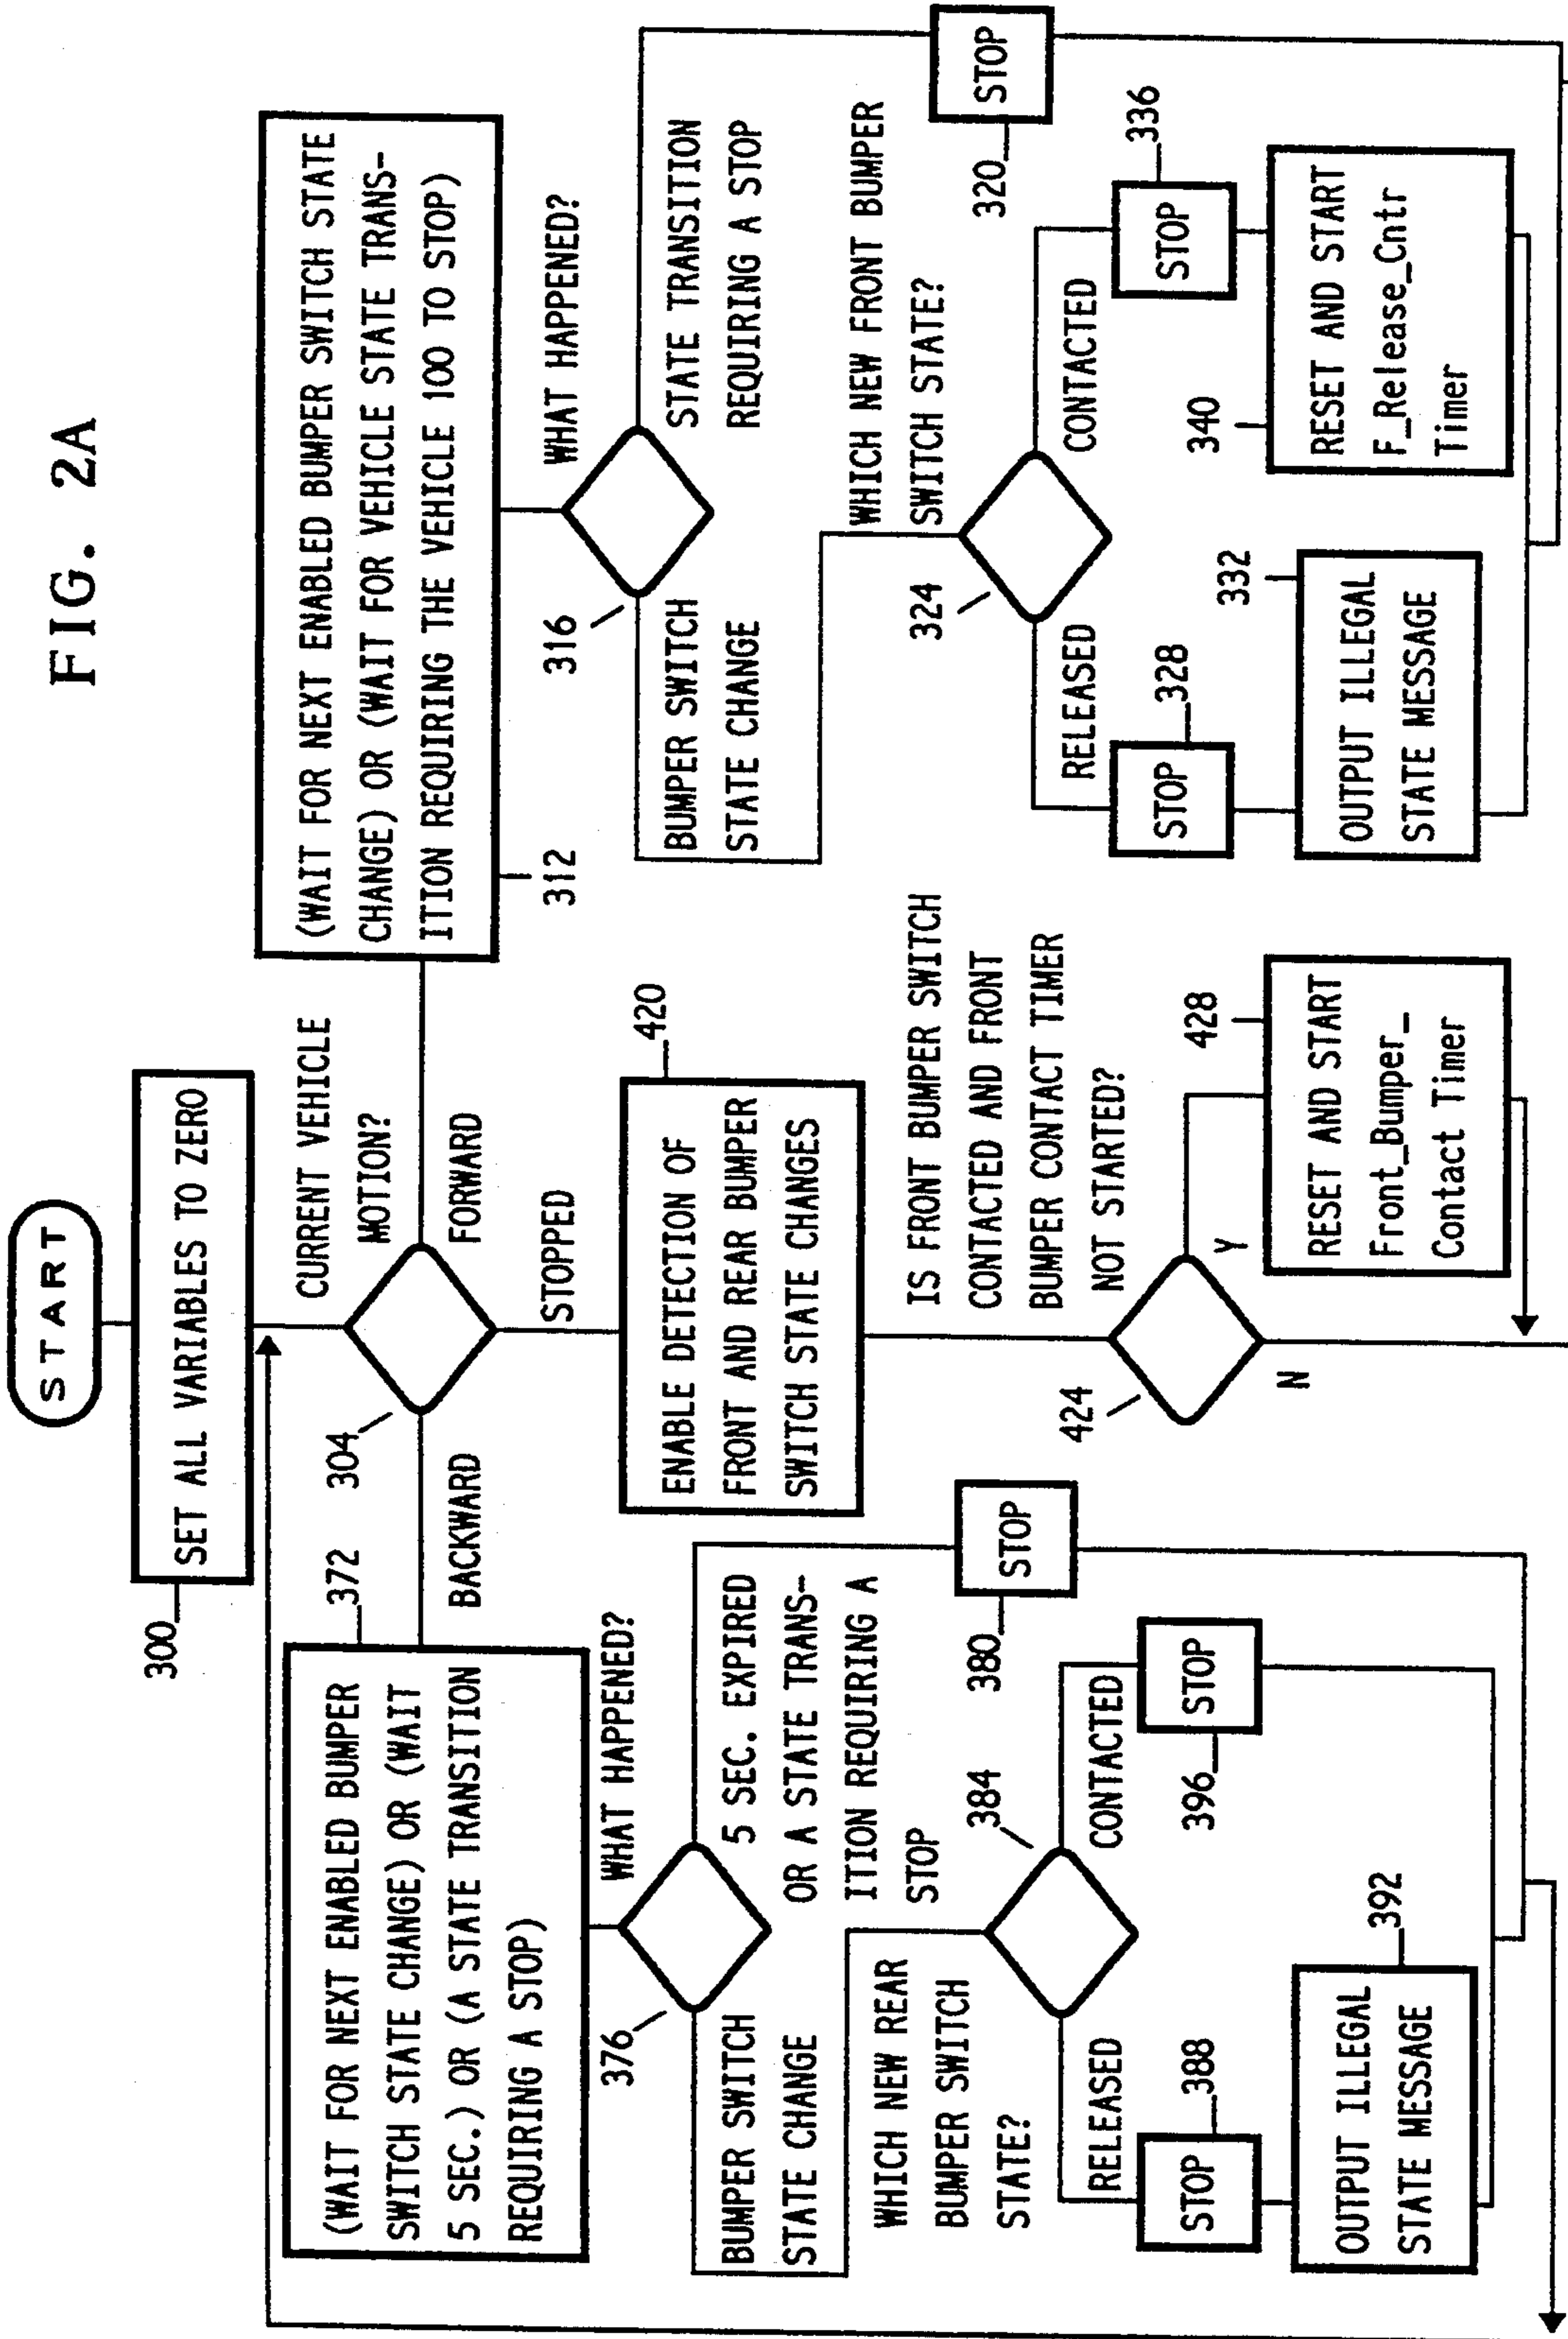 FIG. 2A
START
300
SET ALL VARIABLES TO ZERO
CURRENT VEHICLE
MOTION?
304
BACKWARD
FORWARD
STOPPED
372
(WAIT FOR NEXT ENABLED BUMPER
SWITCH STATE CHANGE) OR (WAIT
5 SEC.) OR (A STATE TRANSITION
REQUIRING A STOP)
WHAT HAPPENED?
376
BUMPER SWITCH
STATE CHANGE
5 SEC. EXPIRED
OR A STATE TRANS-
ITION REQUIRING A
STOP
380
STOP
WHICH NEW REAR
BUMPER SWITCH
STATE?
384
RELEASED
CONTACTED
STOP
388
396
STOP
OUTPUT ILLEGAL
STATE MESSAGE
392
420
ENABLE DETECTION OF
FRONT AND REAR BUMPER
SWITCH STATE CHANGES
IS FRONT BUMPER SWITCH
CONTACTED AND FRONT
BUMPER CONTACT TIMER
NOT STARTED?
424
Y
N
428
RESET AND START
Front_Bumper_
Contact Timer
(WAIT FOR NEXT ENABLED BUMPER SWITCH STATE
CHANGE) OR (WAIT FOR VEHICLE STATE TRANS-
ITION REQUIRING THE VEHICLE 100 TO STOP)
312
WHAT HAPPENED?
316
BUMPER SWITCH
STATE CHANGE
STATE TRANSITION
REQUIRING A STOP
320
STOP
WHICH NEW FRONT BUMPER
SWITCH STATE?
324
RELEASED
CONTACTED
STOP
328
STOP
336
332
OUTPUT ILLEGAL
STATE MESSAGE
340
RESET AND START
F_Release_Cntr
Timer